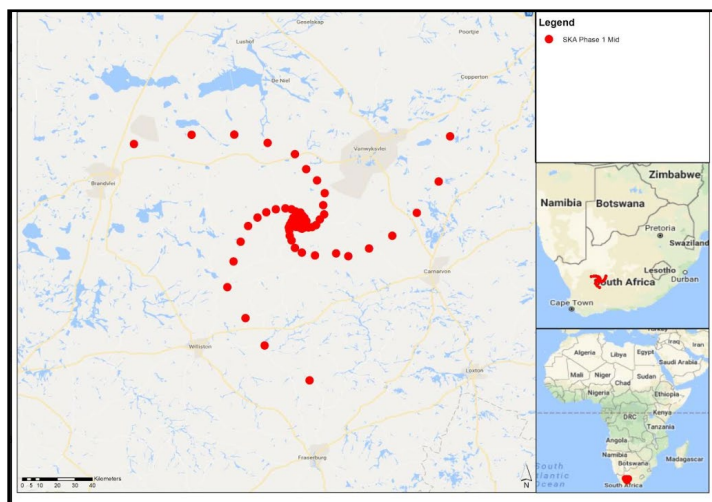 Geselskap
Poortjie
Luilof
De Niel
Copperton
Vanwyksvlei
Brandvlei
Carnarvon
Williston
Loxton
Fraserburg
Kilometers
0 5 10 20 30 40
N
Legend
SKA Phase 1 Mid
Zimbabwe
Namibia
Botswana
Pretoria
Swaziland
Lesotho
Durban
South Africa
Cape Town
Turkey
Iraq
Iran
Algeria
Libya
Egypt
Saudi Arabia
Mali
Niger
Sudan
Chad
Nigeria
Ethiopia
DRC
Kenya
Tanzania
Angola
Namibia
Madagascar
Botswana
South Africa
South
Atlantic
Ocean